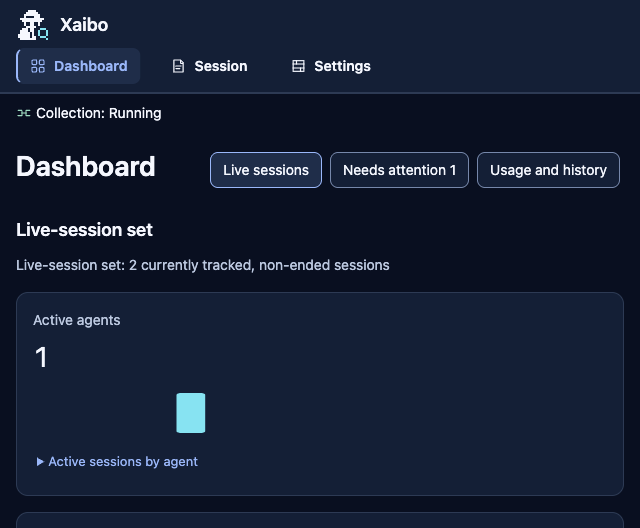 Xaibo
Dashboard Session Settings
Collection: Running
Dashboard
Live sessions Needs attention 1 Usage and history
Live-session set
Live-session set: 2 currently tracked, non-ended sessions
Active agents
1
Active sessions by agent